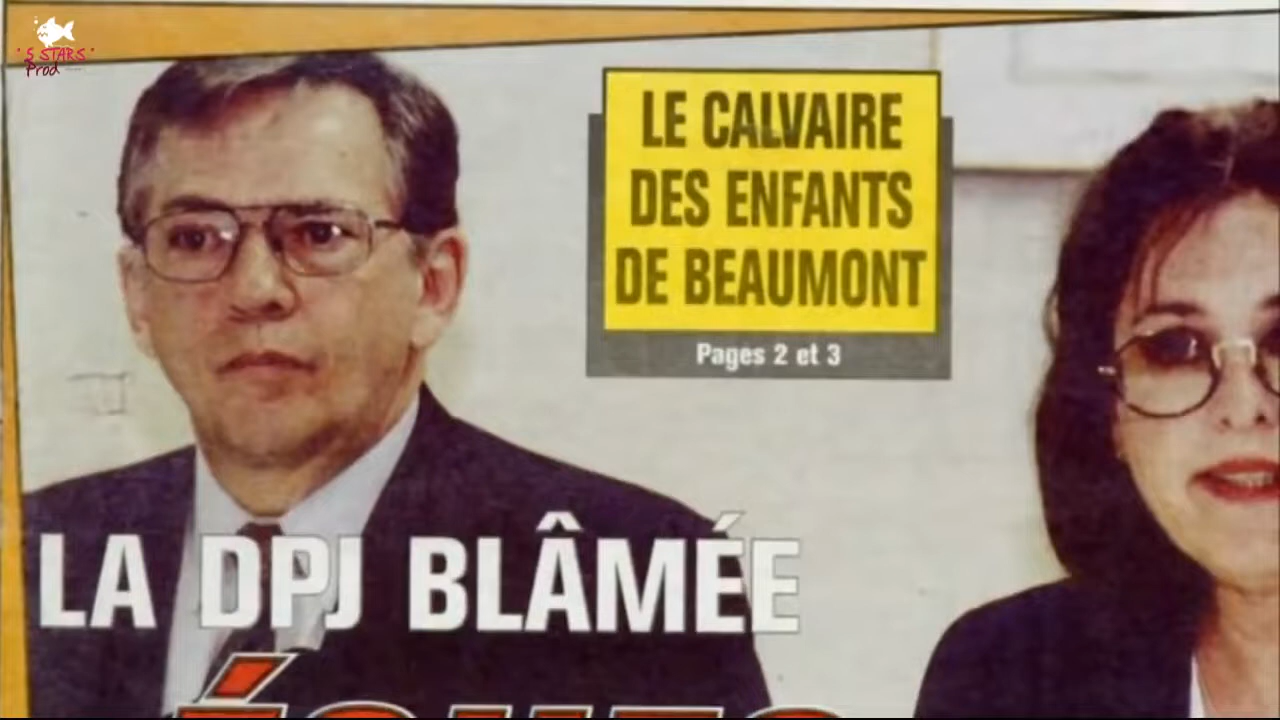 " 5 STARS "
Prod
LE CALVAIRE
DES ENFANTS
DE BEAUMONT
Pages 2 et 3
LA DPJ BLÂMÉE